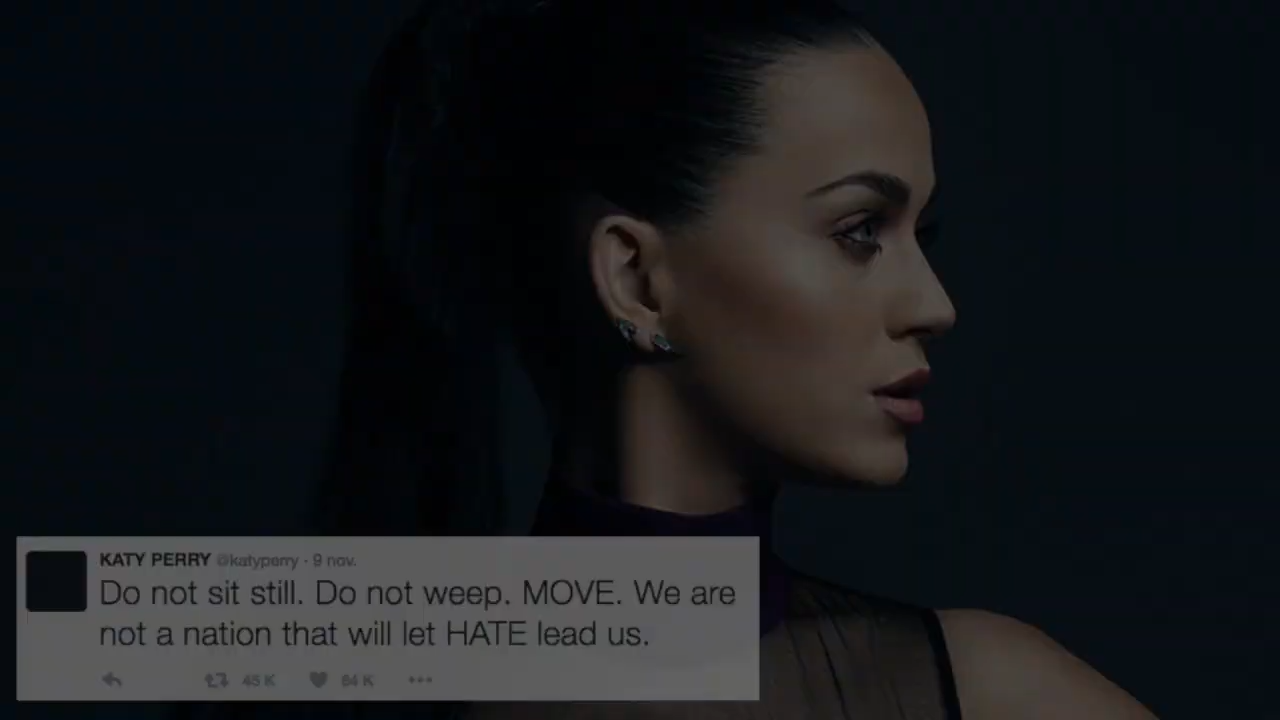 KATY PERRY @katyperry · 9 nov.
Do not sit still. Do not weep. MOVE. We are
not a nation that will let HATE lead us.
45 K 84 K